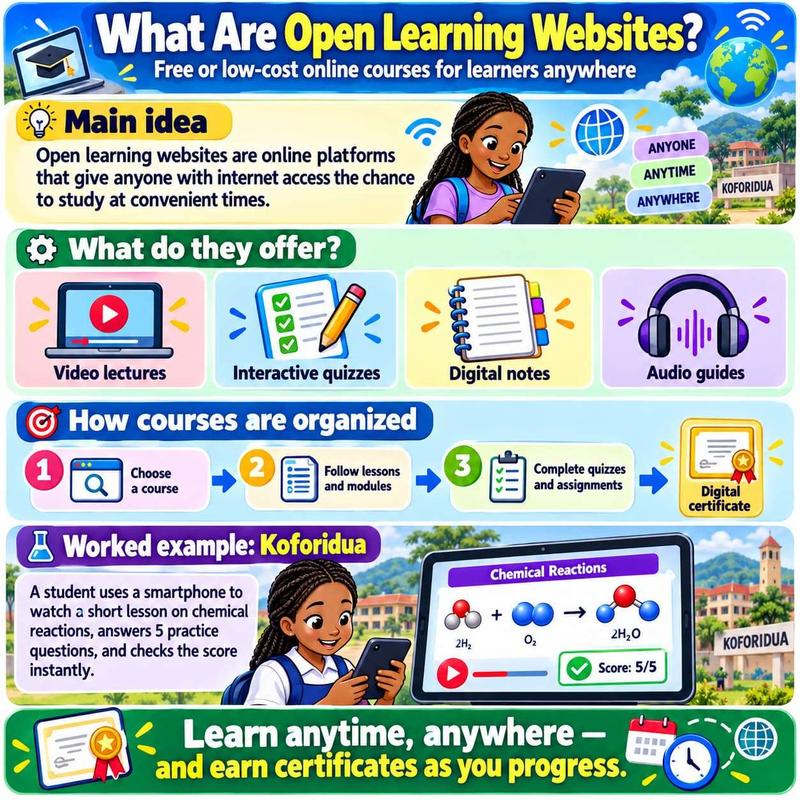 What Are Open Learning Websites?
Free or low-cost online courses for learners anywhere
Main idea
Open learning websites are online platforms
that give anyone with internet access the chance
to study at convenient times.
ANYONE
ANYTIME
ANYWHERE
KOFORIDUA
What do they offer?
Video lectures
Interactive quizzes
Digital notes
Audio guides
How courses are organized
1
Choose
a course
2
Follow lessons
and modules
3
Complete quizzes
and assignments
Digital
certificate
Worked example: Koforidua
A student uses a smartphone to
watch a short lesson on chemical
reactions, answers 5 practice
questions, and checks the score
instantly.
Chemical Reactions
+ →
2H₂ O₂ 2H₂O
Score: 5/5
KOFORIDUA
Learn anytime, anywhere –
and earn certificates as you progress.